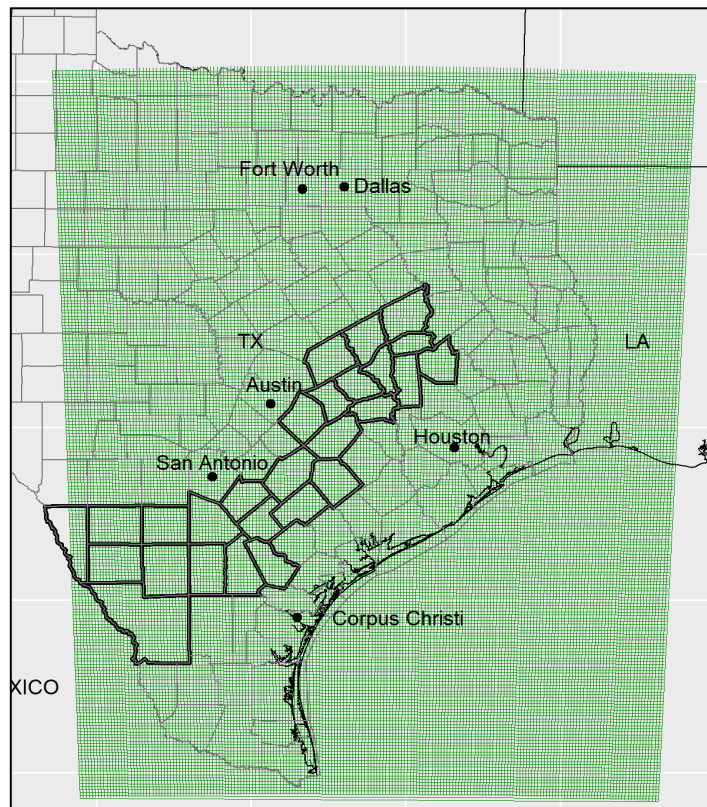 Fort Worth
Dallas
TX
LA
Austin
Houston
San Antonio
Corpus Christi
XICO